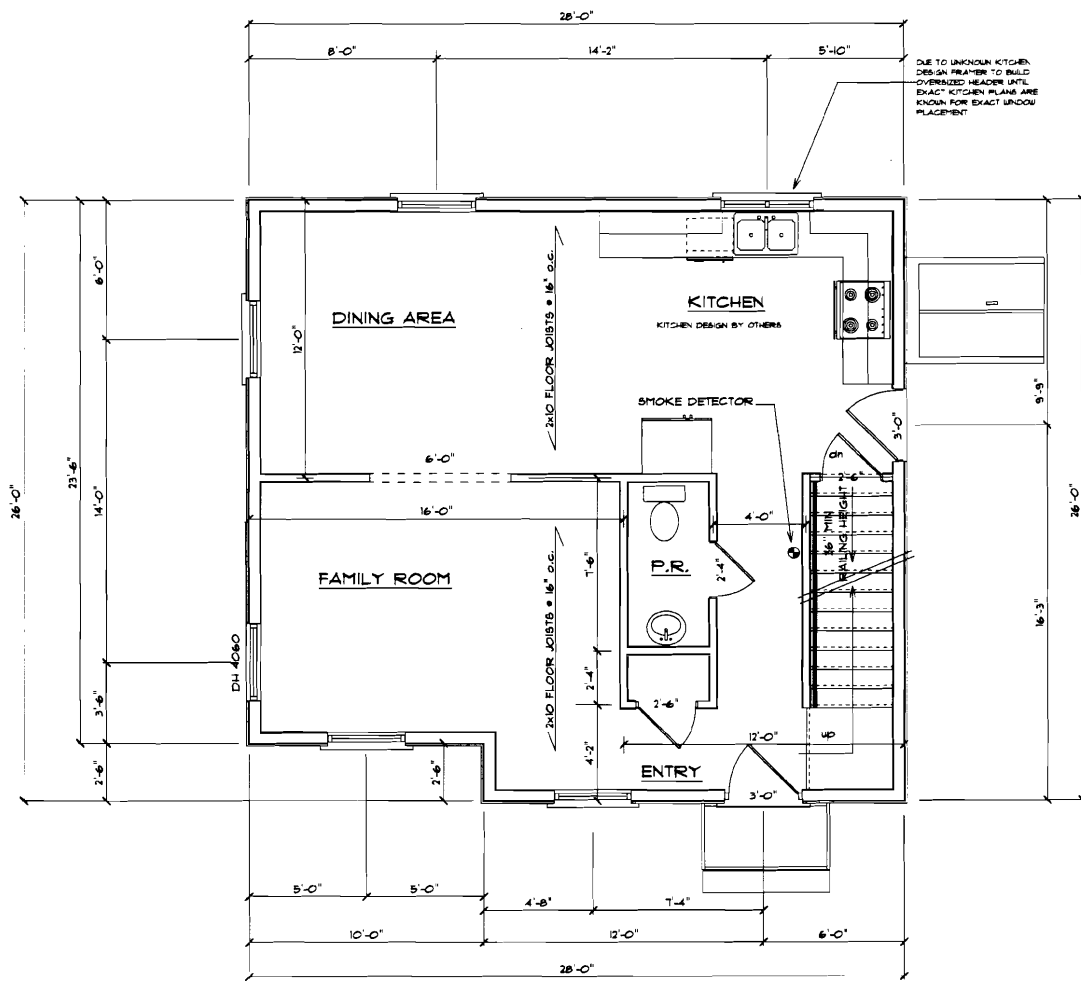 28'-0"
8'-0" 14'-2" 5'-10"
DUE TO UNKNOWN KITCHEN
DESIGN FRAMER TO BUILD
OVERSIZED HEADER UNTIL
EXACT KITCHEN PLANS ARE
KNOWN FOR EXACT WINDOW
PLACEMENT
26'-0"
23'-6"
6'-0"
14'-0"
3'-6"
2'-6"
12'-0"
DINING AREA
2x10 FLOOR JOISTS @ 16" o.c.
KITCHEN
KITCHEN DESIGN BY OTHERS
SMOKE DETECTOR
3'-0"
9'-9"
26'-0"
16'-3"
dn
6'-0"
16'-0"
4'-0"
36" MIN
RAILING HEIGHT
FAMILY ROOM
2x10 FLOOR JOISTS @ 16" o.c.
7'-6"
P.R.
2'-4"
DH 4060
2'-4"
2'-6"
4'-2"
12'-0"
up
ENTRY
2'-6"
3'-0"
5'-0" 5'-0"
4'-8" 7'-4"
10'-0" 12'-0" 6'-0"
28'-0"